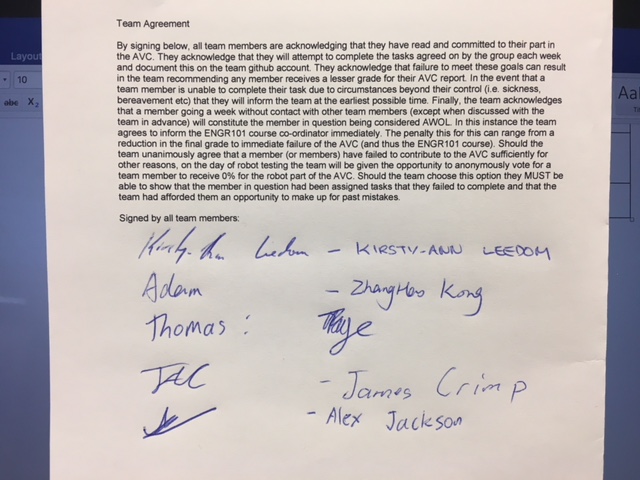 Layout
10
abc X₂
Aa
Team Agreement
By signing below, all team members are acknowledging that they have read and committed to their part in
the AVC. They acknowledge that they will attempt to complete the tasks agreed on by the group each week
and document this on the team github account. They acknowledge that failure to meet these goals can result
in the team recommending any member receives a lesser grade for their AVC report. In the event that a
team member is unable to complete their task due to circumstances beyond their control (i.e. sickness,
bereavement etc) that they will inform the team at the earliest possible time. Finally, the team acknowledges
that a member going a week without contact with other team members (except when discussed with the
team in advance) will constitute the member in question being considered AWOL. In this instance the team
agrees to inform the ENGR101 course co-ordinator immediately. The penalty this for this can range from a
reduction in the final grade to immediate failure of the AVC (and thus the ENGR101 course). Should the
team unanimously agree that a member (or members) have failed to contribute to the AVC sufficiently for
other reasons, on the day of robot testing the team will be given the opportunity to anonymously vote for a
team member to receive 0% for the robot part of the AVC. Should the team choose this option they MUST be
able to show that the member in question had been assigned tasks that they failed to complete and that the
team had afforded them an opportunity to make up for past mistakes.
Signed by all team members:
Kirsty-Ann Leedom – KIRSTY-ANN LEEDOM
Adam – ZhangHao Kong
Thomas :
JAC - James Crimp
- Alex Jackson